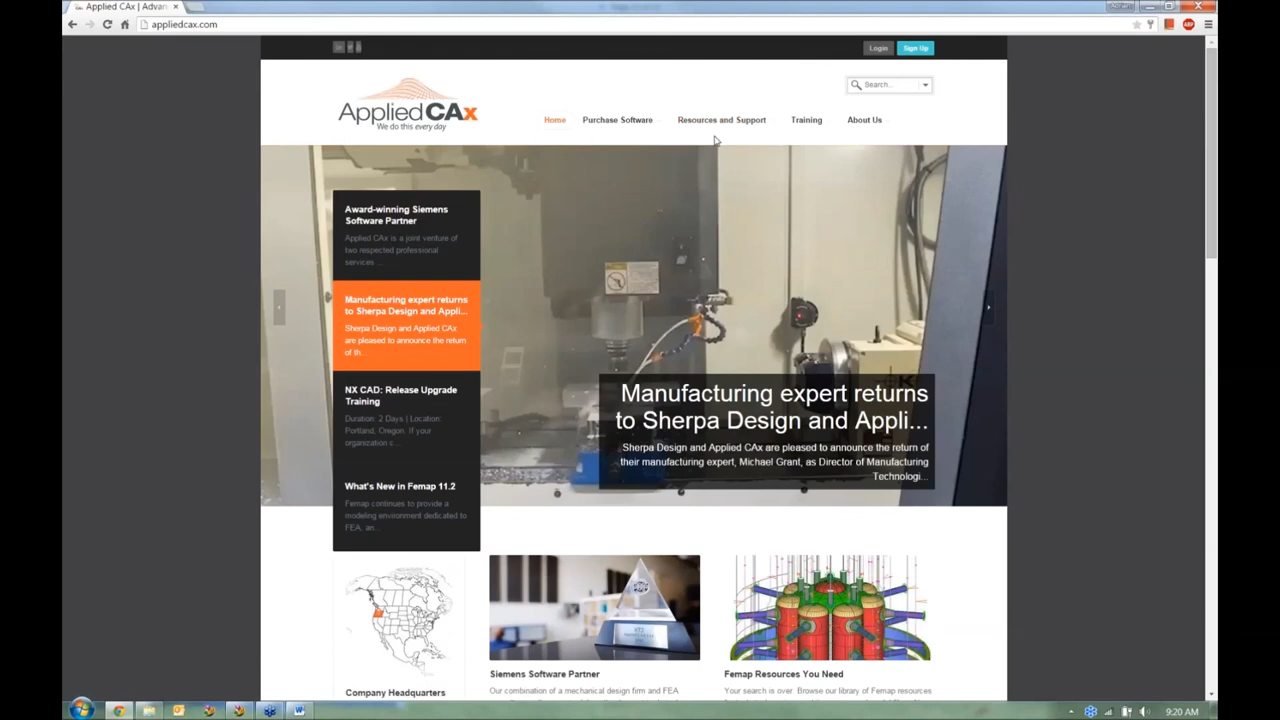 Applied CAx | Advan
appliedcax.com
ABP
Login
Sign Up
Search...
AppliedCAx
We do this every day
Home
Purchase Software
Resources and Support
Training
About Us
Award-winning Siemens
Software Partner
Applied CAx is a joint venture of
two respected professional
services ...
Manufacturing expert returns
to Sherpa Design and Appli...
Sherpa Design and Applied CAx
are pleased to announce the return
of th...
NX CAD: Release Upgrade
Training
Duration: 2 Days | Location:
Portland, Oregon. If your
organization c...
What's New in Femap 11.2
Femap continues to provide a
modeling environment dedicated to
FEA, an...
Manufacturing expert returns
to Sherpa Design and Appli...
Sherpa Design and Applied CAx are pleased to announce the return of
their manufacturing expert, Michael Grant, as Director of Manufacturing
Technologi...
Company Headquarters
Siemens Software Partner
Our combination of a mechanical design firm and FEA
Femap Resources You Need
Your search is over. Browse our library of Femap resources
9:20 AM